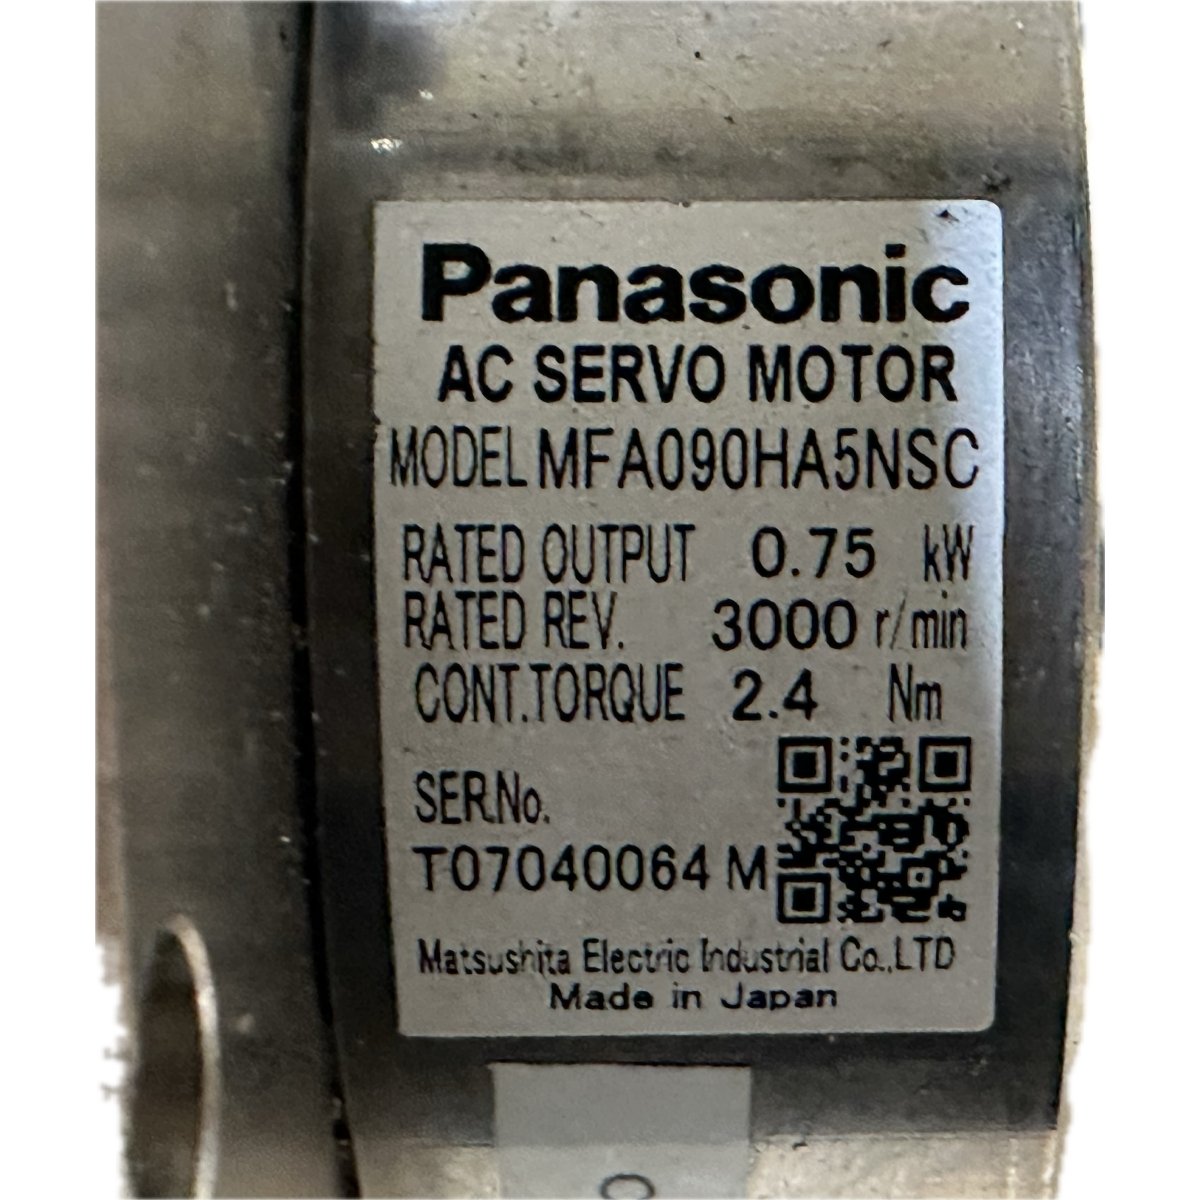 Panasonic
AC SERVO MOTOR
MODEL MFA090HA5NSC
RATED OUTPUT 0.75 kW
RATED REV. 3000 r/min
CONT.TORQUE 2.4 Nm
SER.No.
T07040064 M
Matsushita Electric Industrial Co.,LTD
Made in Japan